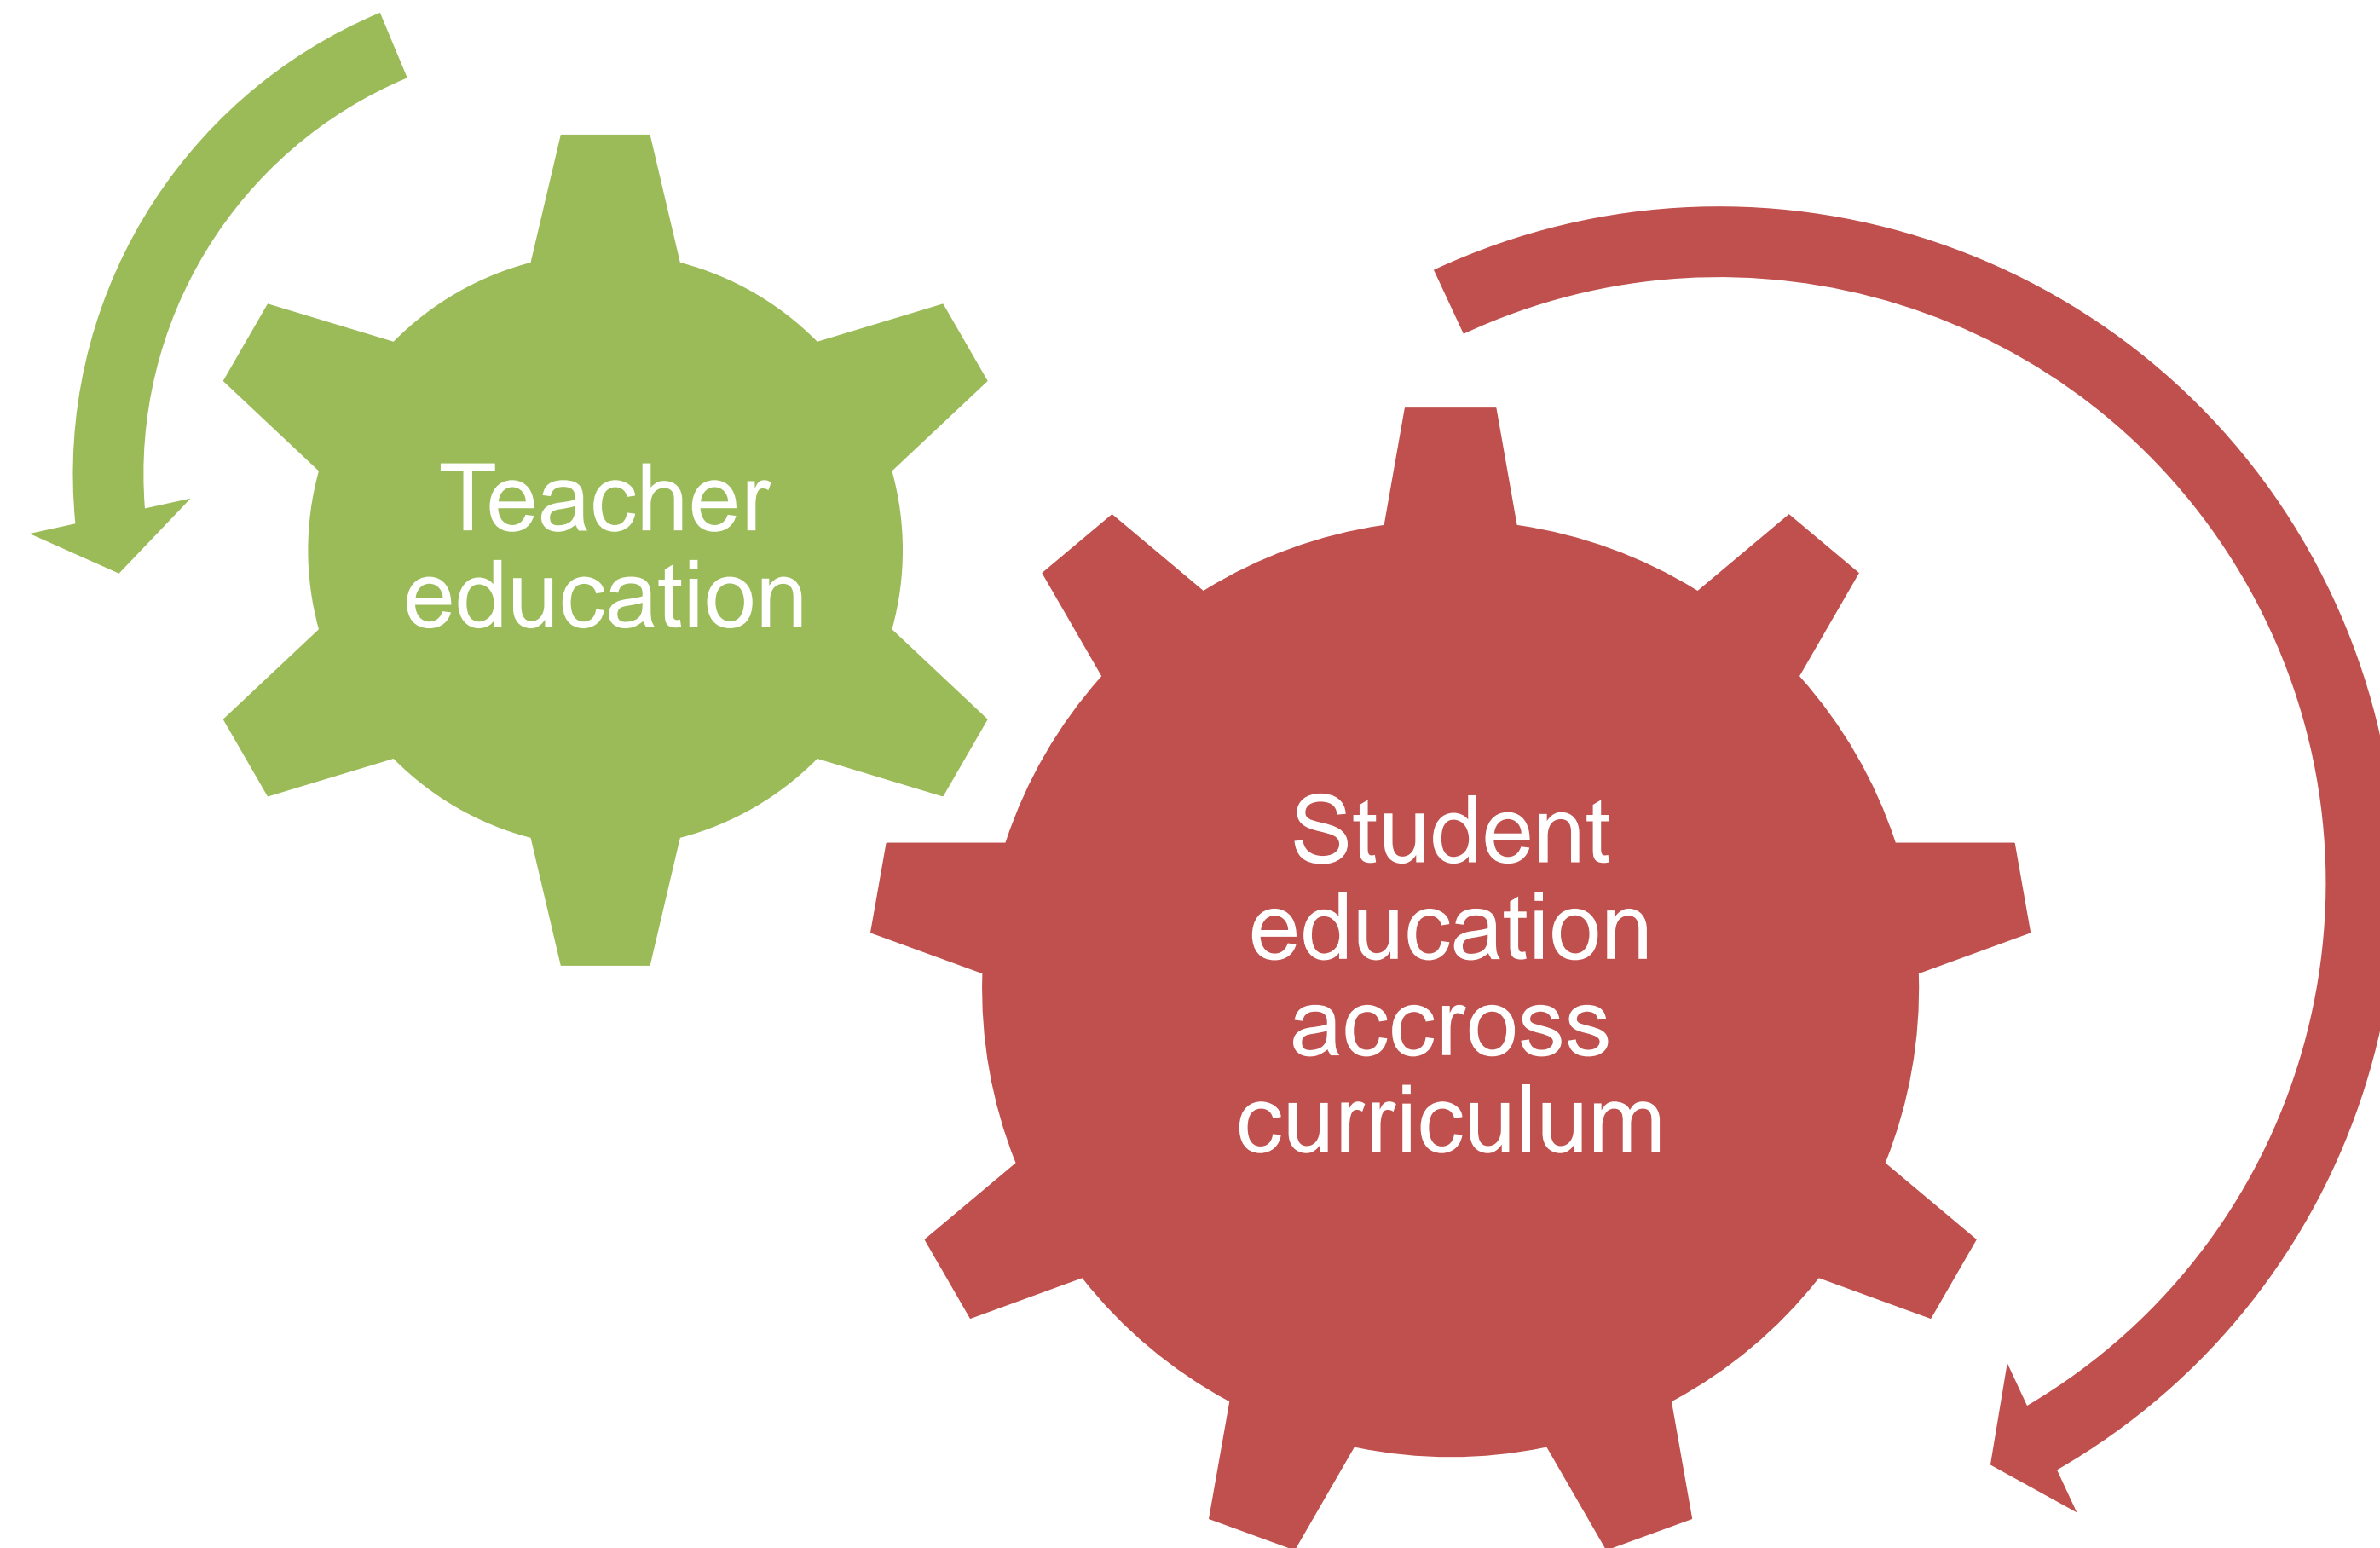 Teacher
education
Student
education
accross
curriculum